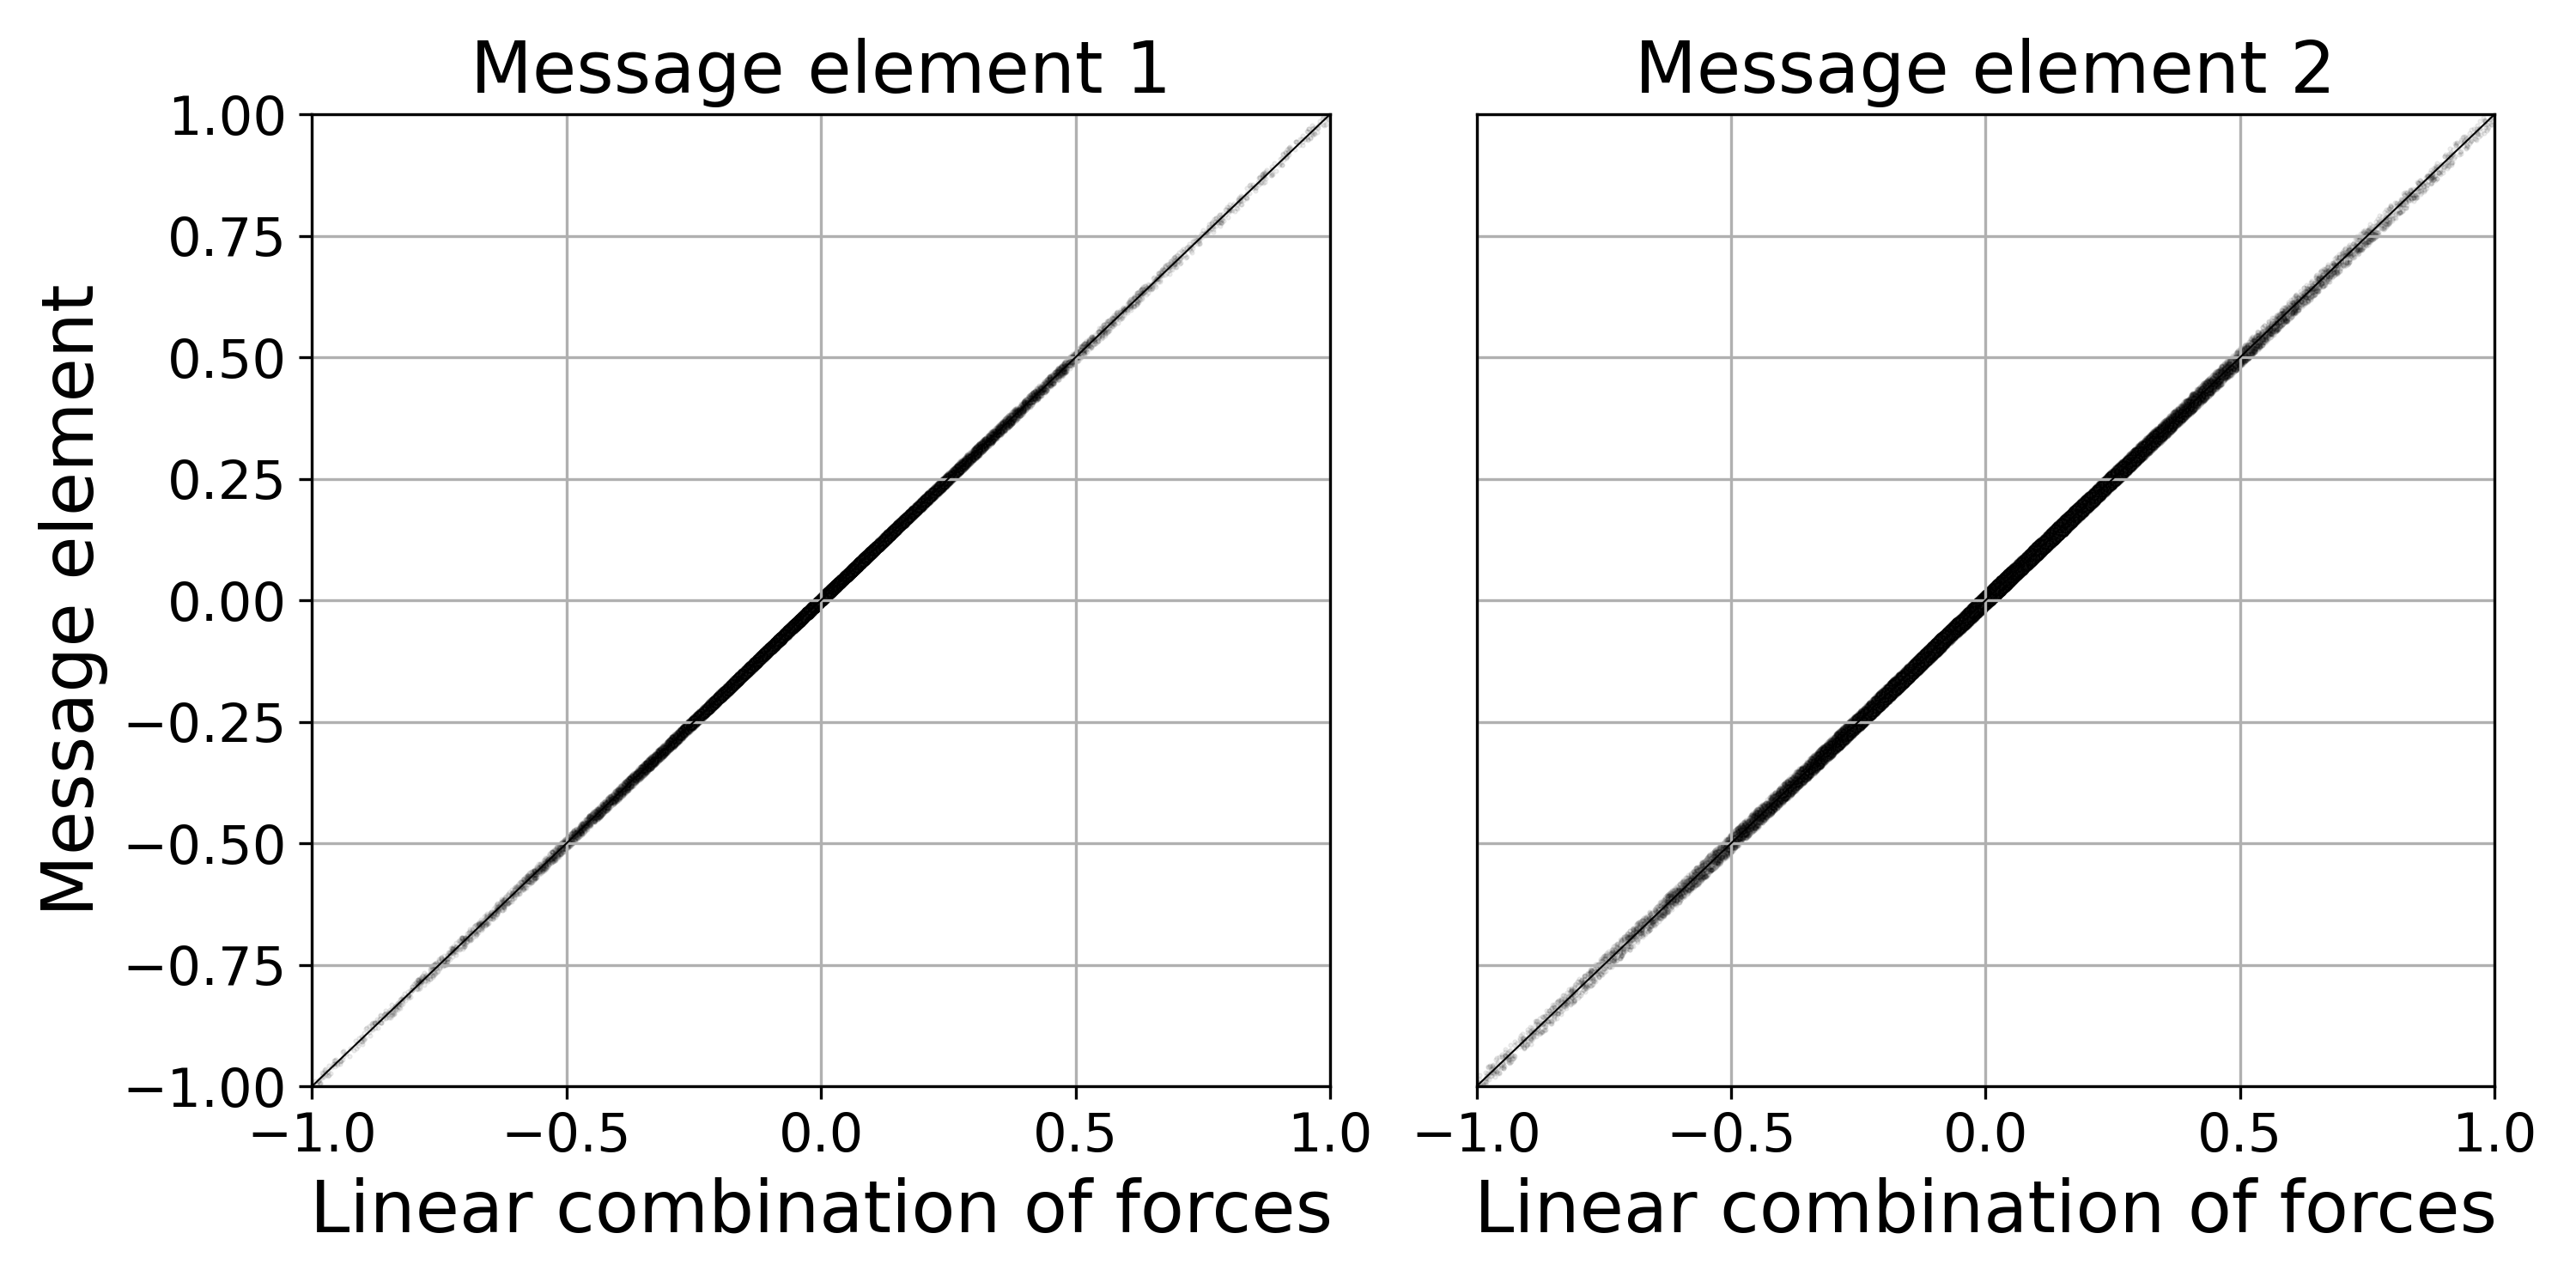 Message element 1
Message element 2
Message element
1.00
0.75
0.50
0.25
0.00
−0.25
−0.50
−0.75
−1.00
−1.0 −0.5 0.0 0.5 1.0
−1.0 −0.5 0.0 0.5 1.0
Linear combination of forces
Linear combination of forces